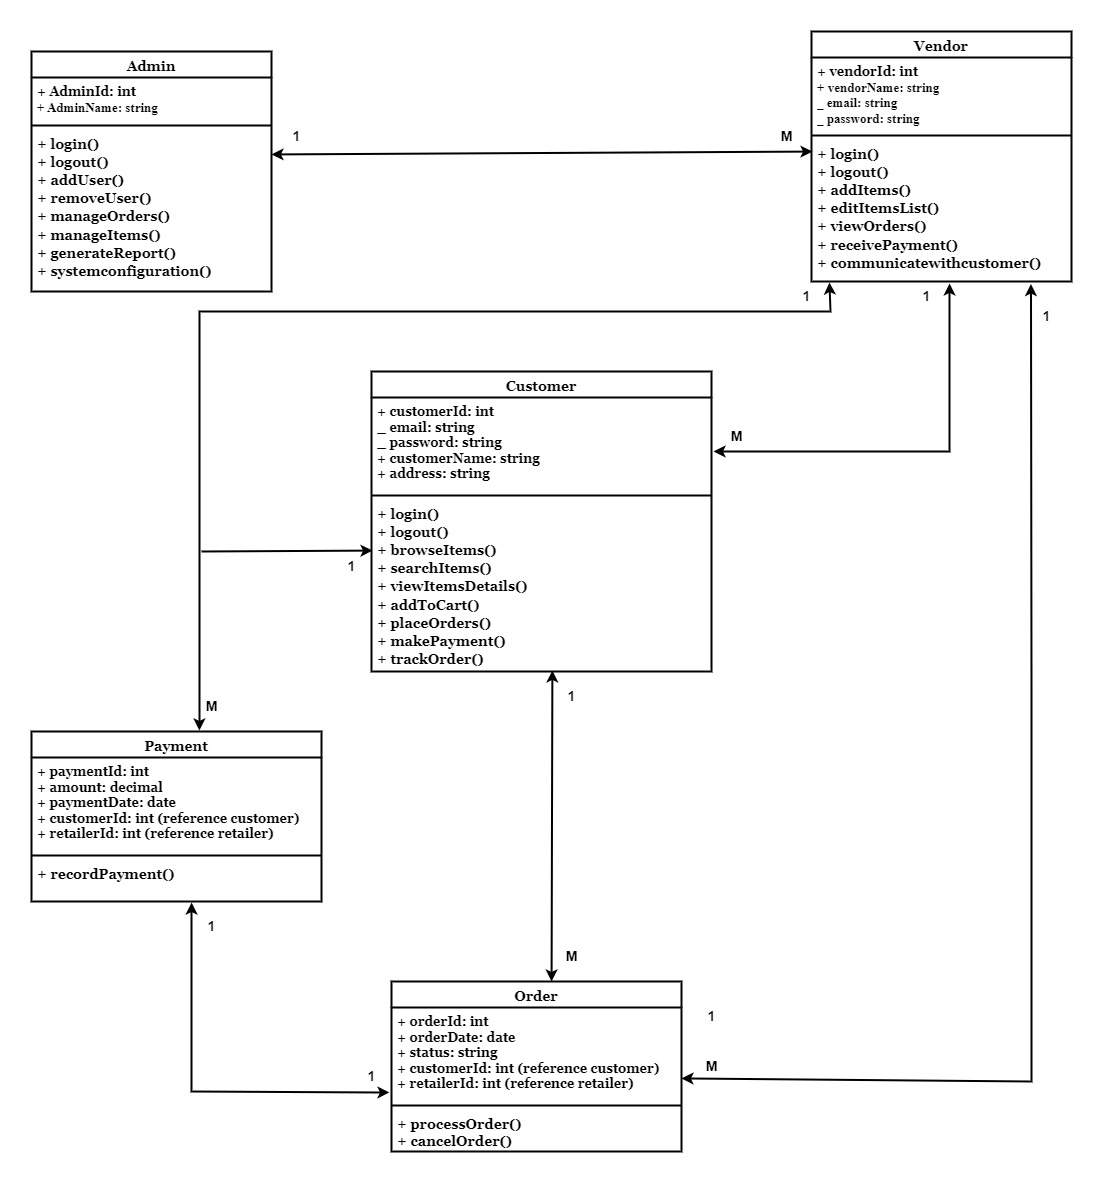 Admin
+ AdminId: int
+ AdminName: string
+ login()
+ logout()
+ addUser()
+ removeUser()
+ manageOrders()
+ manageItems()
+ generateReport()
+ systemconfiguration()
1
M
Vendor
+ vendorId: int
+ vendorName: string
_ email: string
_ password: string
+ login()
+ logout()
+ addItems()
+ editItemsList()
+ viewOrders()
+ receivePayment()
+ communicatewithcustomer()
1
1
1
Customer
+ customerId: int
_ email: string
_ password: string
+ customerName: string
+ address: string
+ login()
+ logout()
+ browseItems()
+ searchItems()
+ viewItemsDetails()
+ addToCart()
+ placeOrders()
+ makePayment()
+ trackOrder()
M
1
1
M
Payment
+ paymentId: int
+ amount: decimal
+ paymentDate: date
+ customerId: int (reference customer)
+ retailerId: int (reference retailer)
+ recordPayment()
1
M
Order
+ orderId: int
+ orderDate: date
+ status: string
+ customerId: int (reference customer)
+ retailerId: int (reference retailer)
+ processOrder()
+ cancelOrder()
1
1
M